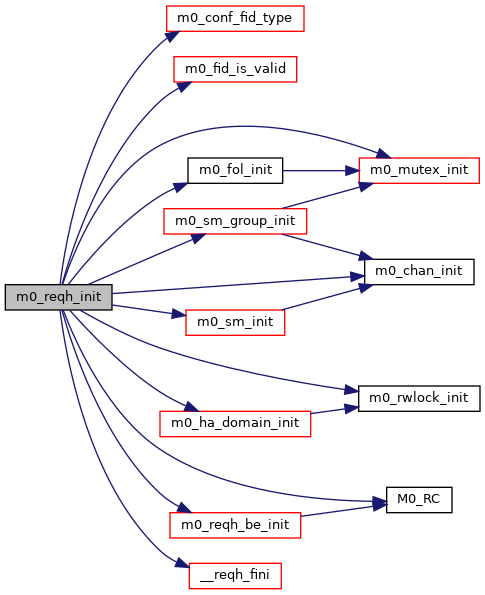 m0_conf_fid_type
m0_fid_is_valid
m0_fol_init
m0_mutex_init
m0_sm_group_init
m0_chan_init
m0_reqh_init
m0_sm_init
m0_rwlock_init
m0_ha_domain_init
M0_RC
m0_reqh_be_init
__reqh_fini